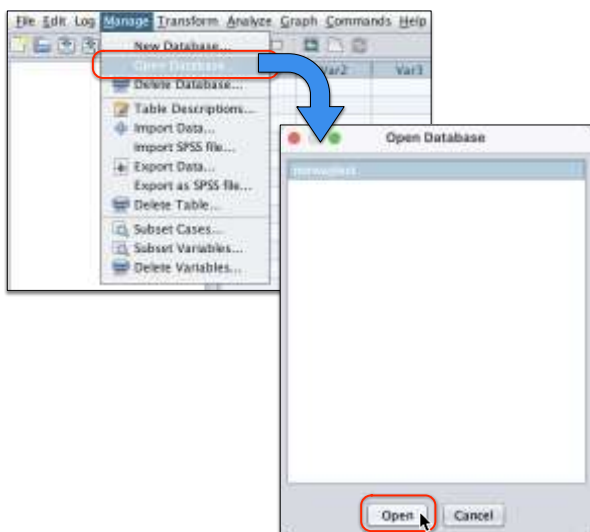 File Edit Log Manage Transform Analyze Graph Commands Help
New Database...
Open Database...
Delete Database...
Table Descriptions...
Import Data...
Import SPSS file...
Export Data...
Export as SPSS file...
Delete Table...
Subset Cases...
Subset Variables...
Delete Variables...
Var2 Var3
Open Database
Open Cancel